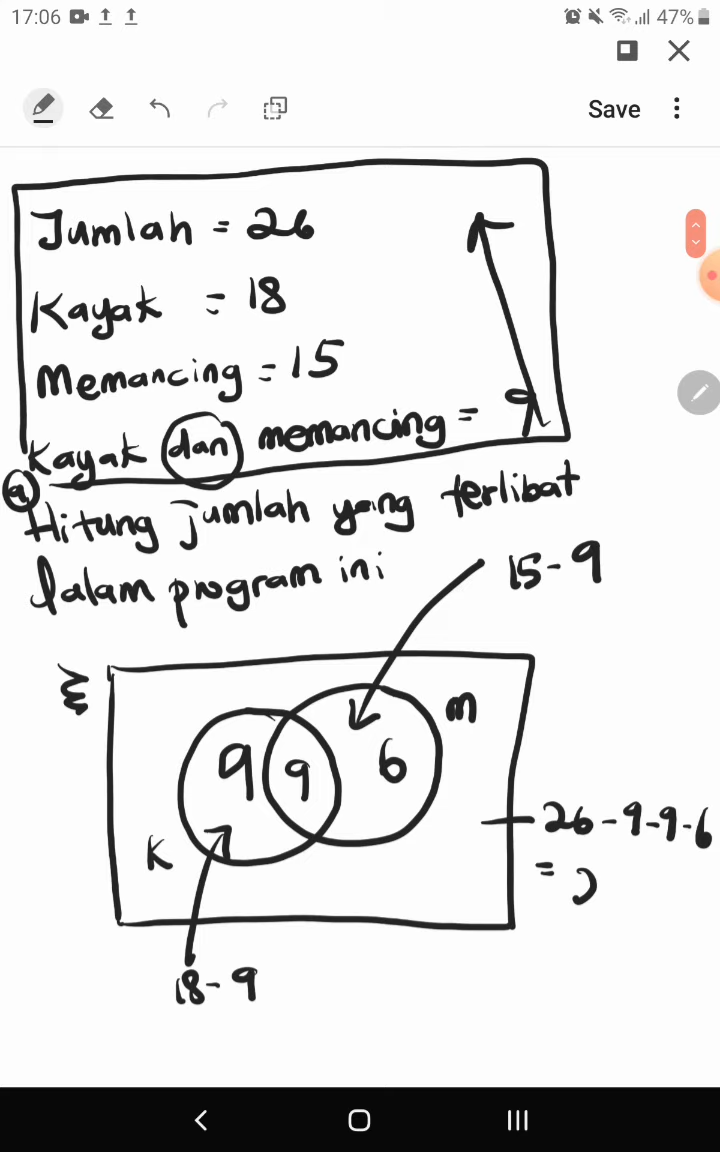 17:06 47%
Save
Jumlah = 26
Kayak = 18
Memancing = 15
Kayak dan memancing = 9
a
Hitung jumlah yang terlibat
dalam program ini
15-9
ξ
m
9 9 6
K
26-9-9-6
=
18-9